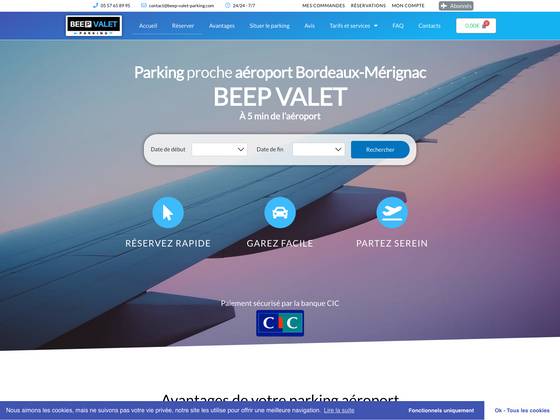 05 57 65 89 95 contact@beep-valet-parking.com 24/24 - 7/7 MES COMMANDES RÉSERVATIONS MON COMPTE Abonnés
BEEP VALET
PARKING
Accueil Réserver Avantages Situer le parking Avis Tarifs et services FAQ Contacts 0,00€ 0
Parking proche aéroport Bordeaux-Mérignac
BEEP VALET
À 5 min de l'aéroport
Date de début Date de fin Rechercher
RÉSERVEZ RAPIDE GAREZ FACILE PARTEZ SEREIN
Paiement sécurisé par la banque CIC
CIC
Avantages de votre parking aéroport
Nous aimons les cookies, mais ne suivons pas votre vie privée, notre site les utilise pour offrir une meilleure navigation. Lire la suite Fonctionnels uniquement Ok - Tous les cookies